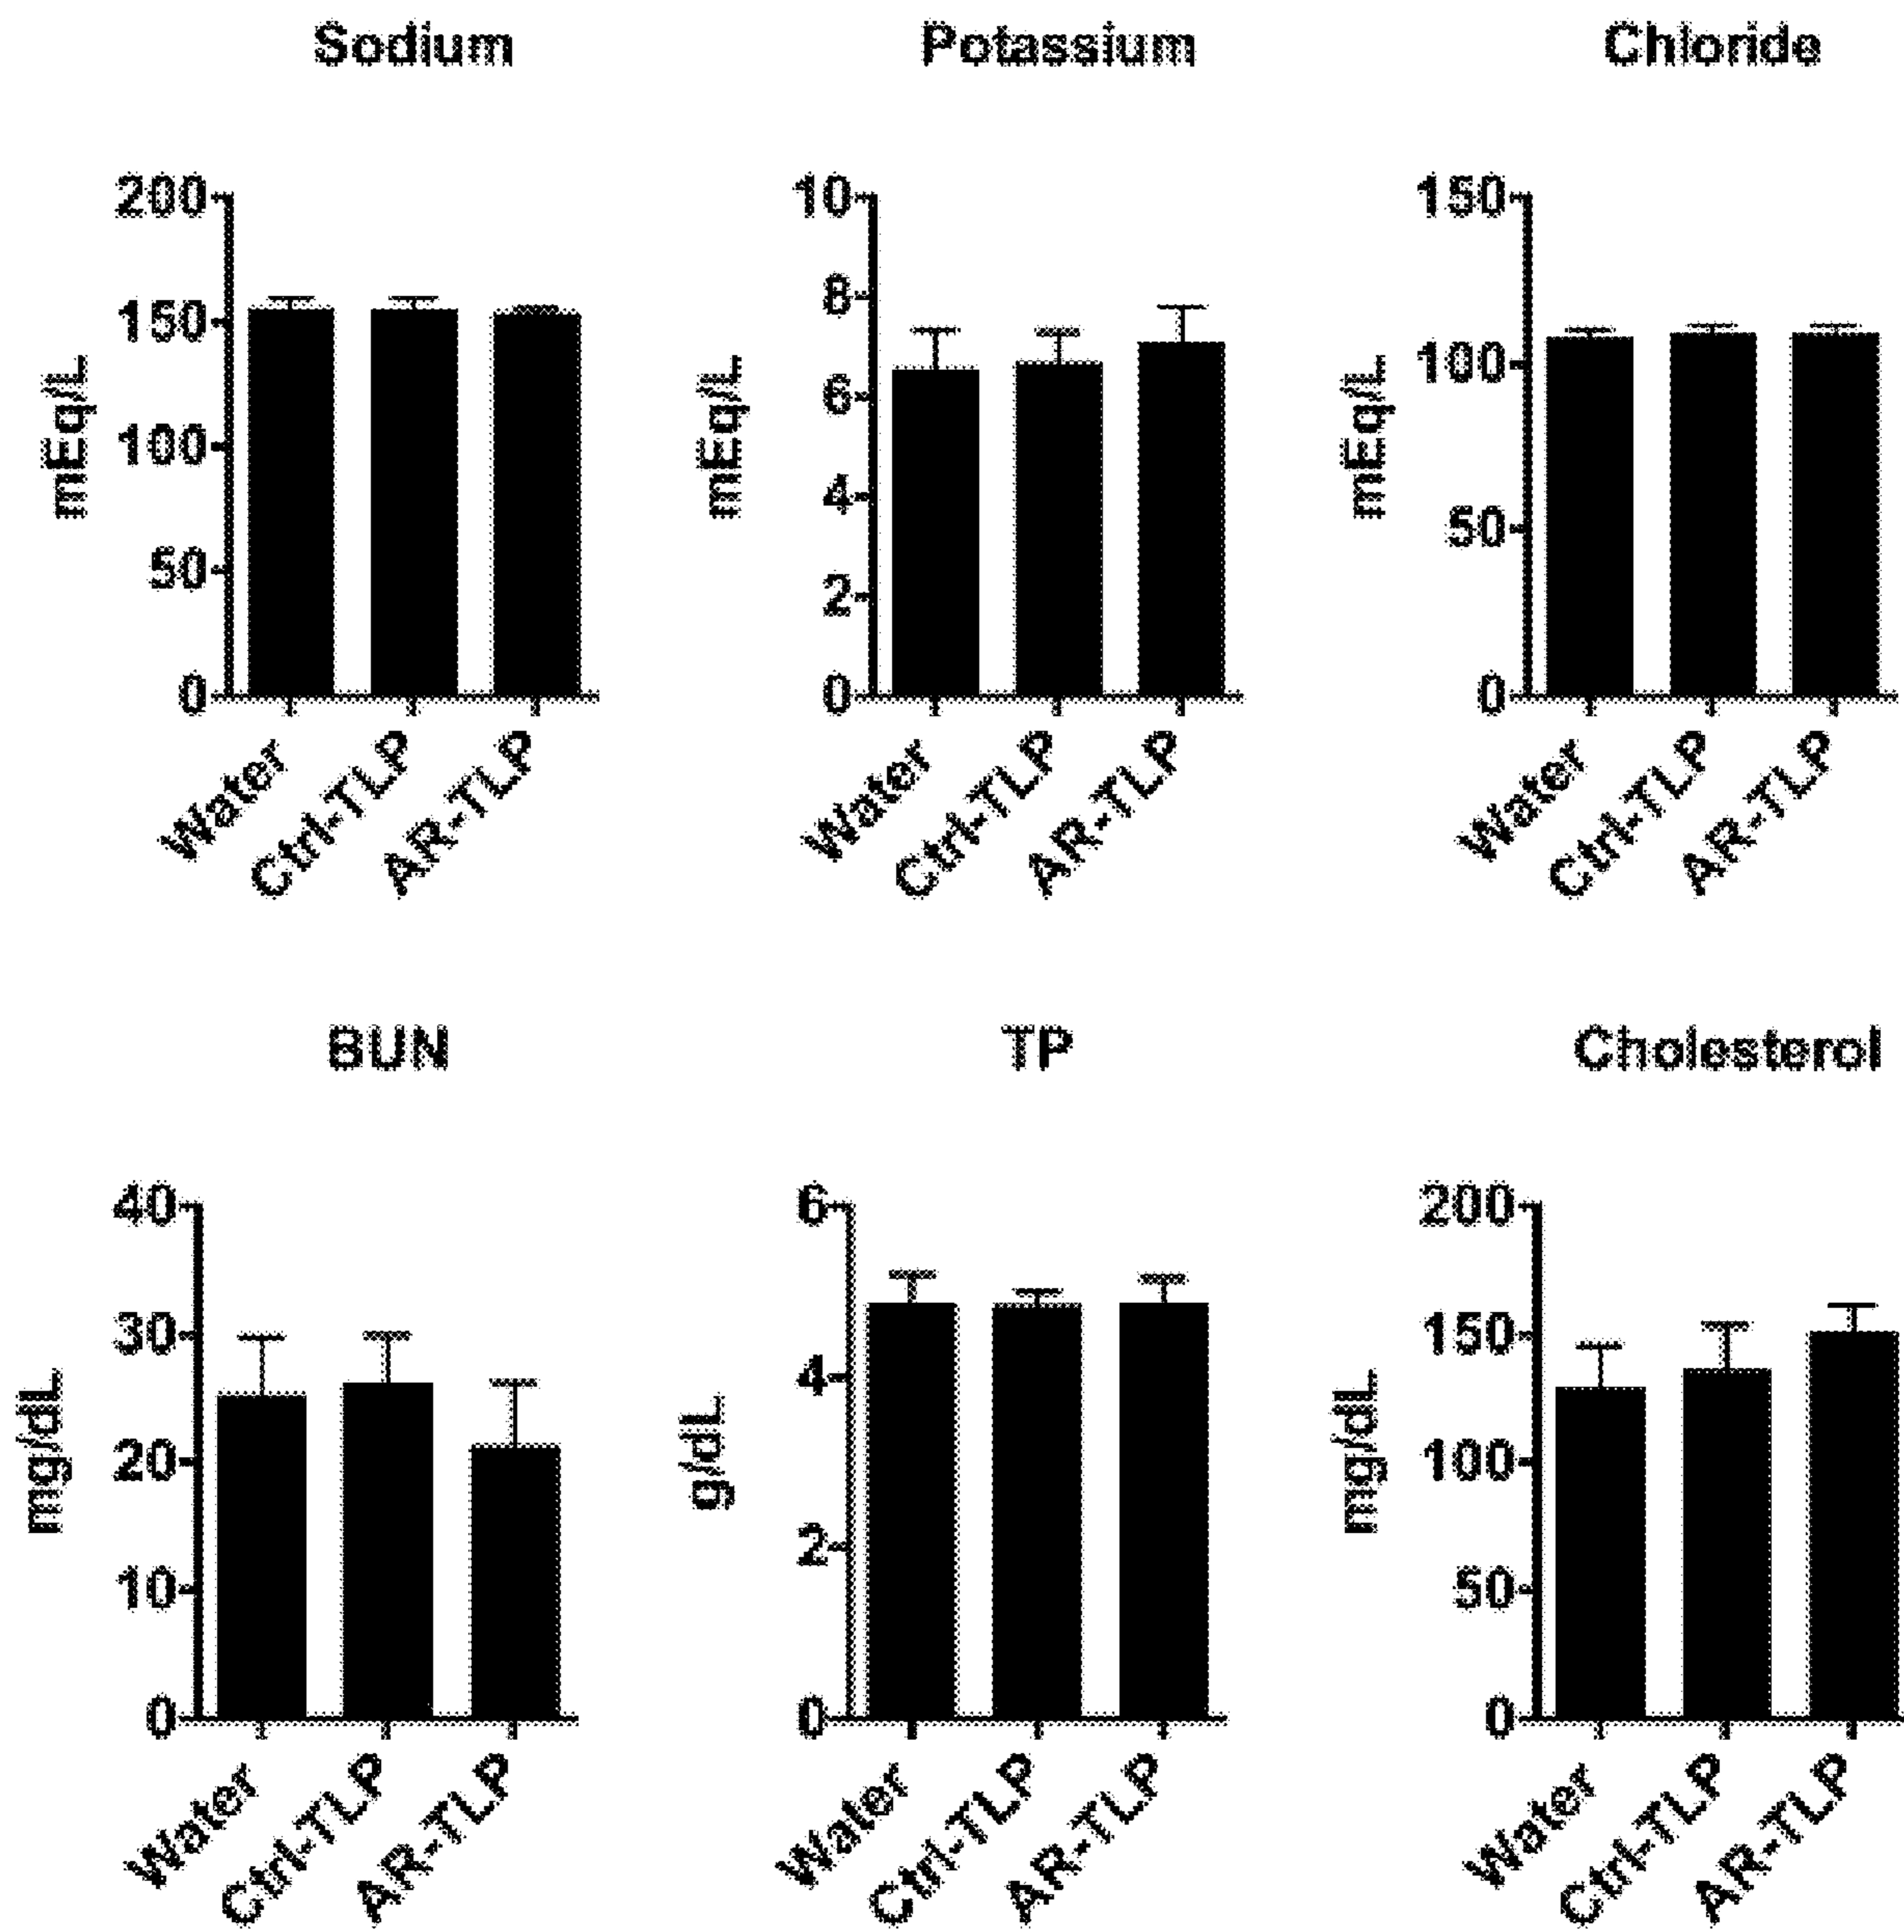 Sodium
200
150
100
50
0
mEq/L
Water
Ctrl-TLP
AR-TLP
Potassium
10
8
6
4
2
0
mEq/L
Water
Ctrl-TLP
AR-TLP
Chloride
150
100
50
0
mEq/L
Water
Ctrl-TLP
AR-TLP
BUN
40
30
20
10
0
mg/dL
Water
Ctrl-TLP
AR-TLP
TP
6
4
2
0
g/dL
Water
Ctrl-TLP
AR-TLP
Cholesterol
200
150
100
50
0
mg/dL
Water
Ctrl-TLP
AR-TLP